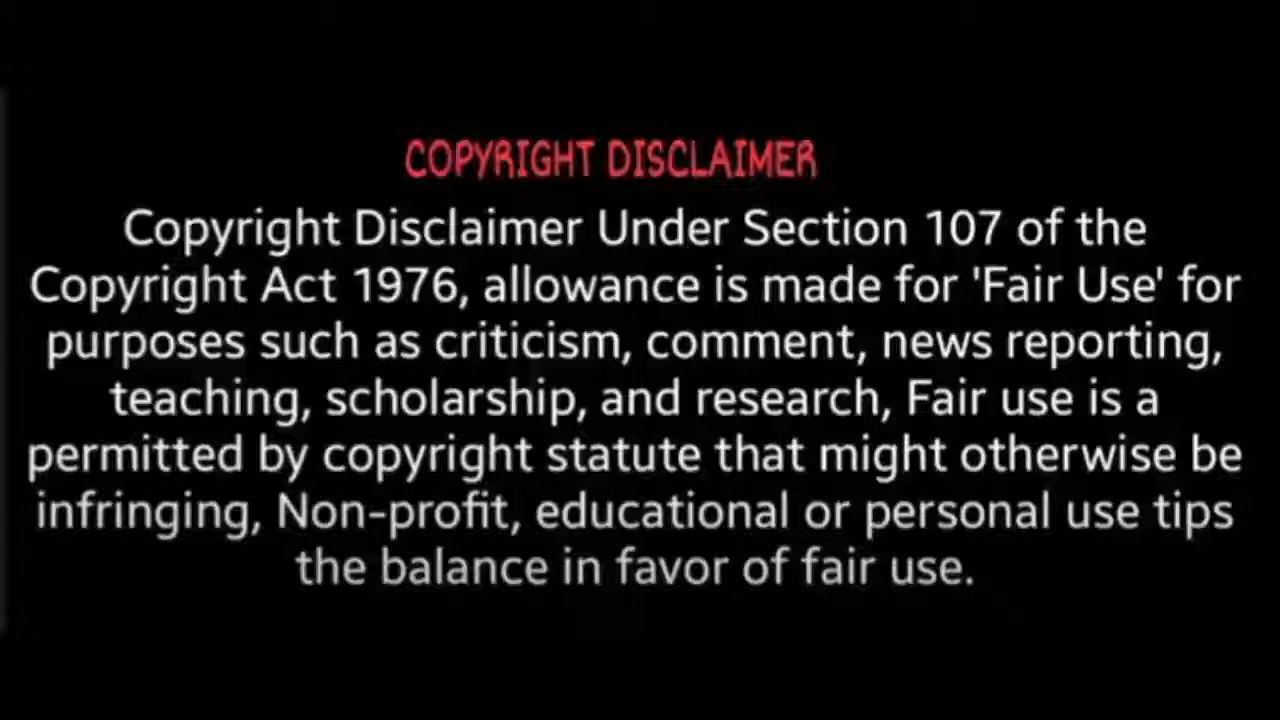 COPYRIGHT DISCLAIMER
Copyright Disclaimer Under Section 107 of the
Copyright Act 1976, allowance is made for 'Fair Use' for
purposes such as criticism, comment, news reporting,
teaching, scholarship, and research, Fair use is a
permitted by copyright statute that might otherwise be
infringing, Non-profit, educational or personal use tips
the balance in favor of fair use.